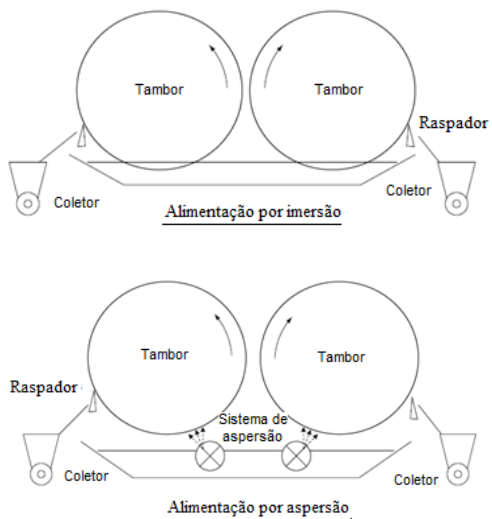 Tambor
Tambor
Raspador
Coletor
Coletor
Alimentação por imersão
Tambor
Tambor
Raspador
Sistema de
aspersão
Coletor
Coletor
Alimentação por aspersão